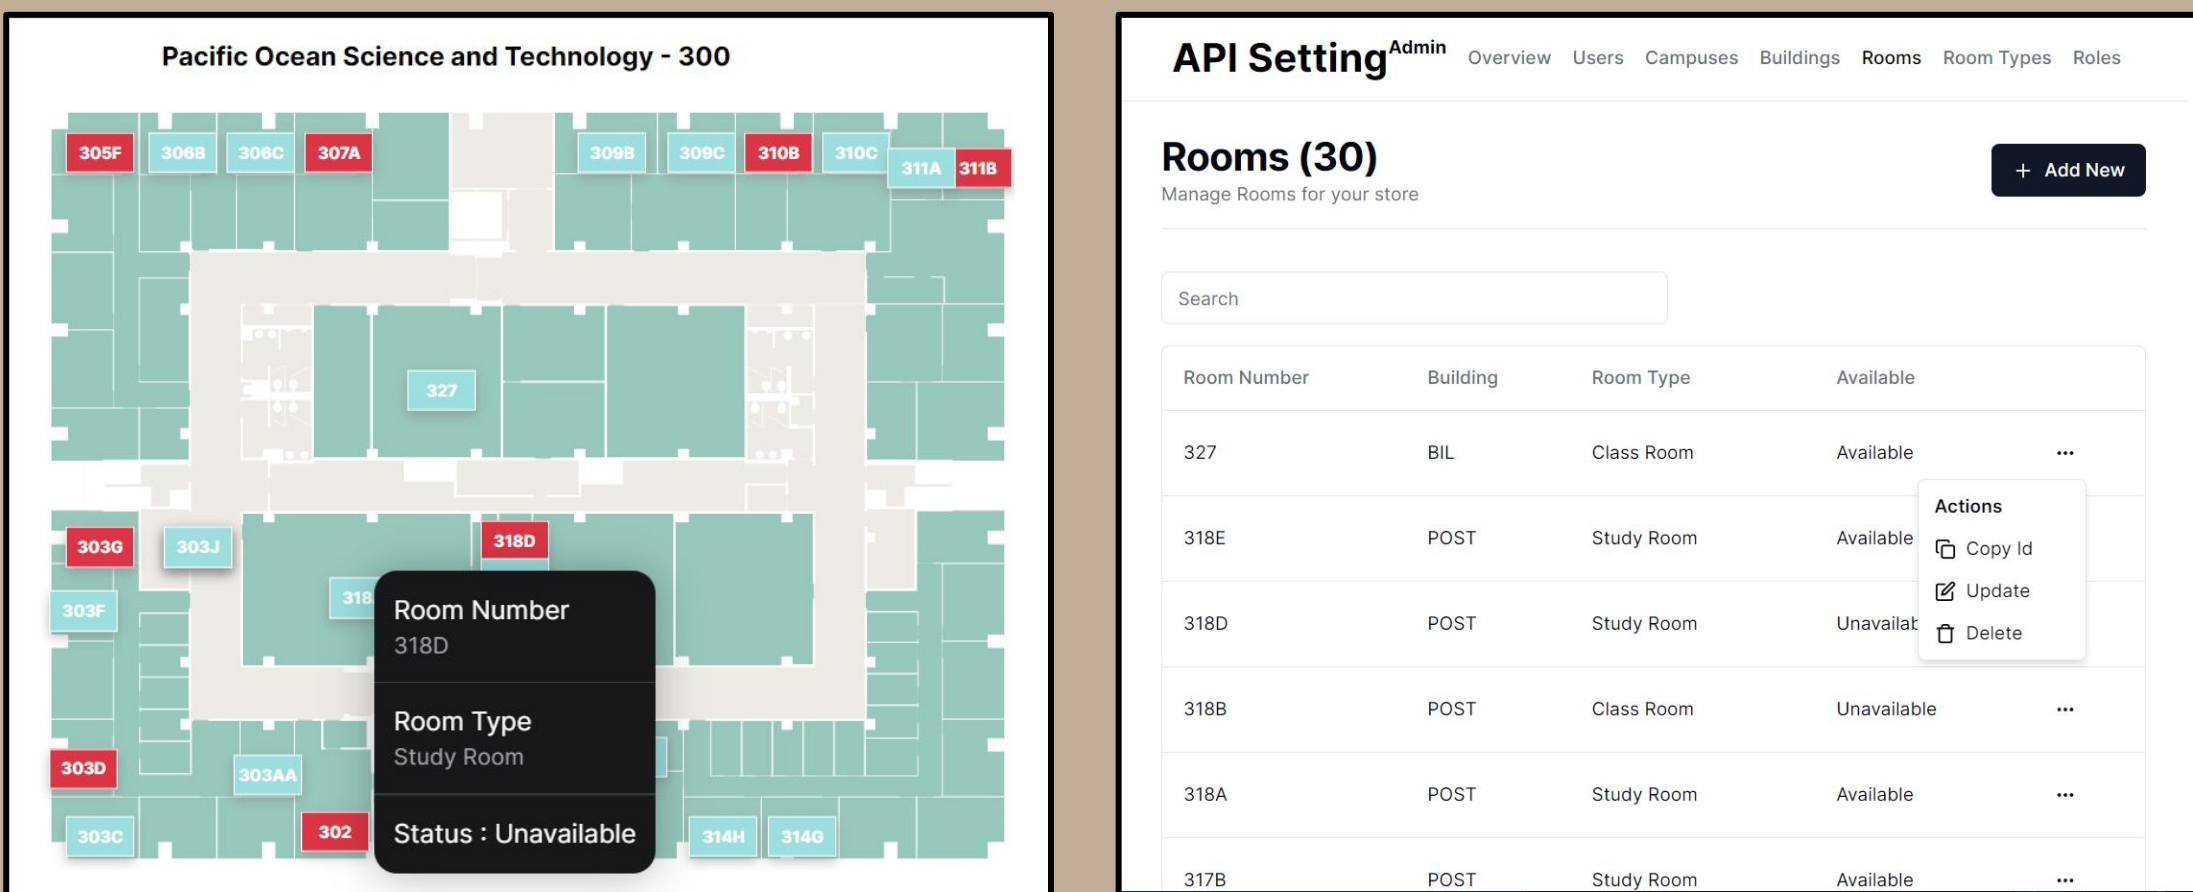 Pacific Ocean Science and Technology - 300
305F 306B 306C 307A 309B 309C 310B 310C 311A 311B
327
303G 303J 318D
303F 318
Room Number
318D
Room Type
Study Room
303D 303AA
303C 302 Status : Unavailable 314H 314G
API Setting Admin Overview Users Campuses Buildings Rooms Room Types Roles
Rooms (30)
Manage Rooms for your store
+ Add New
Search
Room Number Building Room Type Available
327 BIL Class Room Available ...
Actions
Copy Id
Update
Delete
318E POST Study Room Available
318D POST Study Room Unavailab
318B POST Class Room Unavailable ...
318A POST Study Room Available ...
317B POST Study Room Available ...